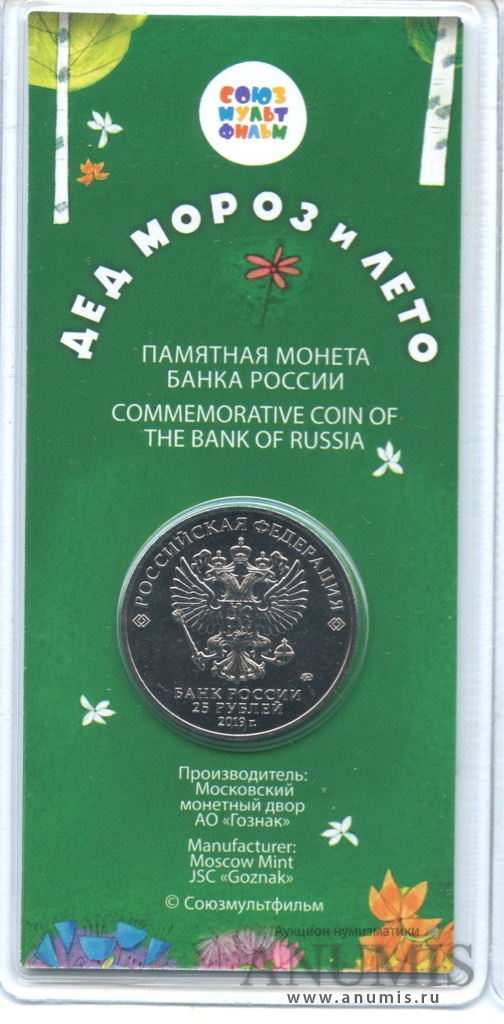 СОЮЗ
МУЛЬТ
ФИЛЬМ
ДЕД МОРОЗ И ЛЕТО
ПАМЯТНАЯ МОНЕТА
БАНКА РОССИИ
COMMEMORATIVE COIN OF
THE BANK OF RUSSIA
РОССИЙСКАЯ ФЕДЕРАЦИЯ
БАНК РОССИИ
25 РУБЛЕЙ
2019 г.
Производитель:
Московский
монетный двор
АО «Гознак»
Manufacturer:
Moscow Mint
JSC «Goznak»
© Союзмультфильм
Аукцион нумизматики
ANUMIS
www.anumis.ru